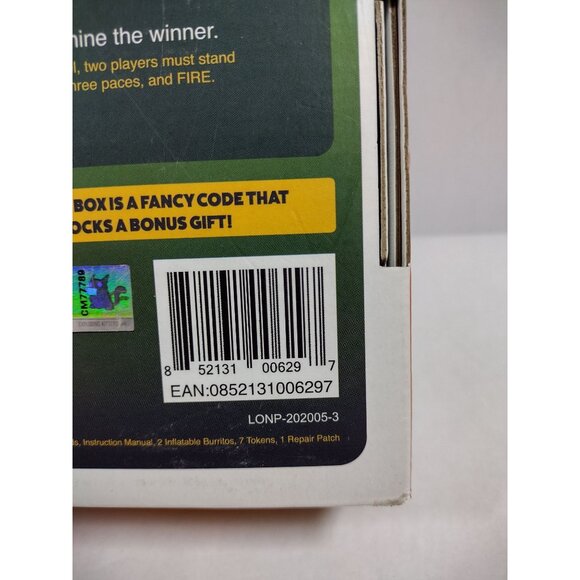 nine the winner.
l, two players must stand
hree paces, and FIRE.
BOX IS A FANCY CODE THAT
OCKS A BONUS GIFT!
CM77789
8 52131 00629 7
EAN:0852131006297
LONP-202005-3
ds, Instruction Manual, 2 Inflatable Burritos, 7 Tokens, 1 Repair Patch